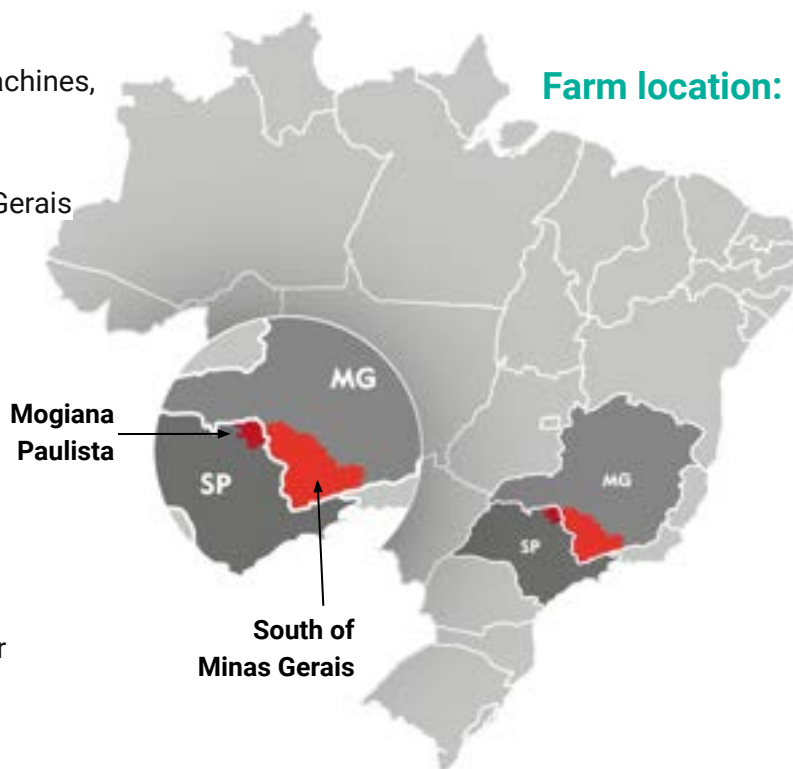 achines,
Farm location:
Gerais
MG
Mogiana
Paulista
SP
MG
SP
South of
Minas Gerais
r